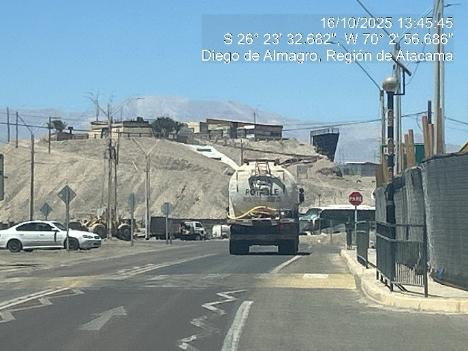 16/10/2025 13:45:45
S 26° 23' 32.682", W 70° 2' 56.686"
Diego de Almagro, Región de Atacama
POTABLE
PARE